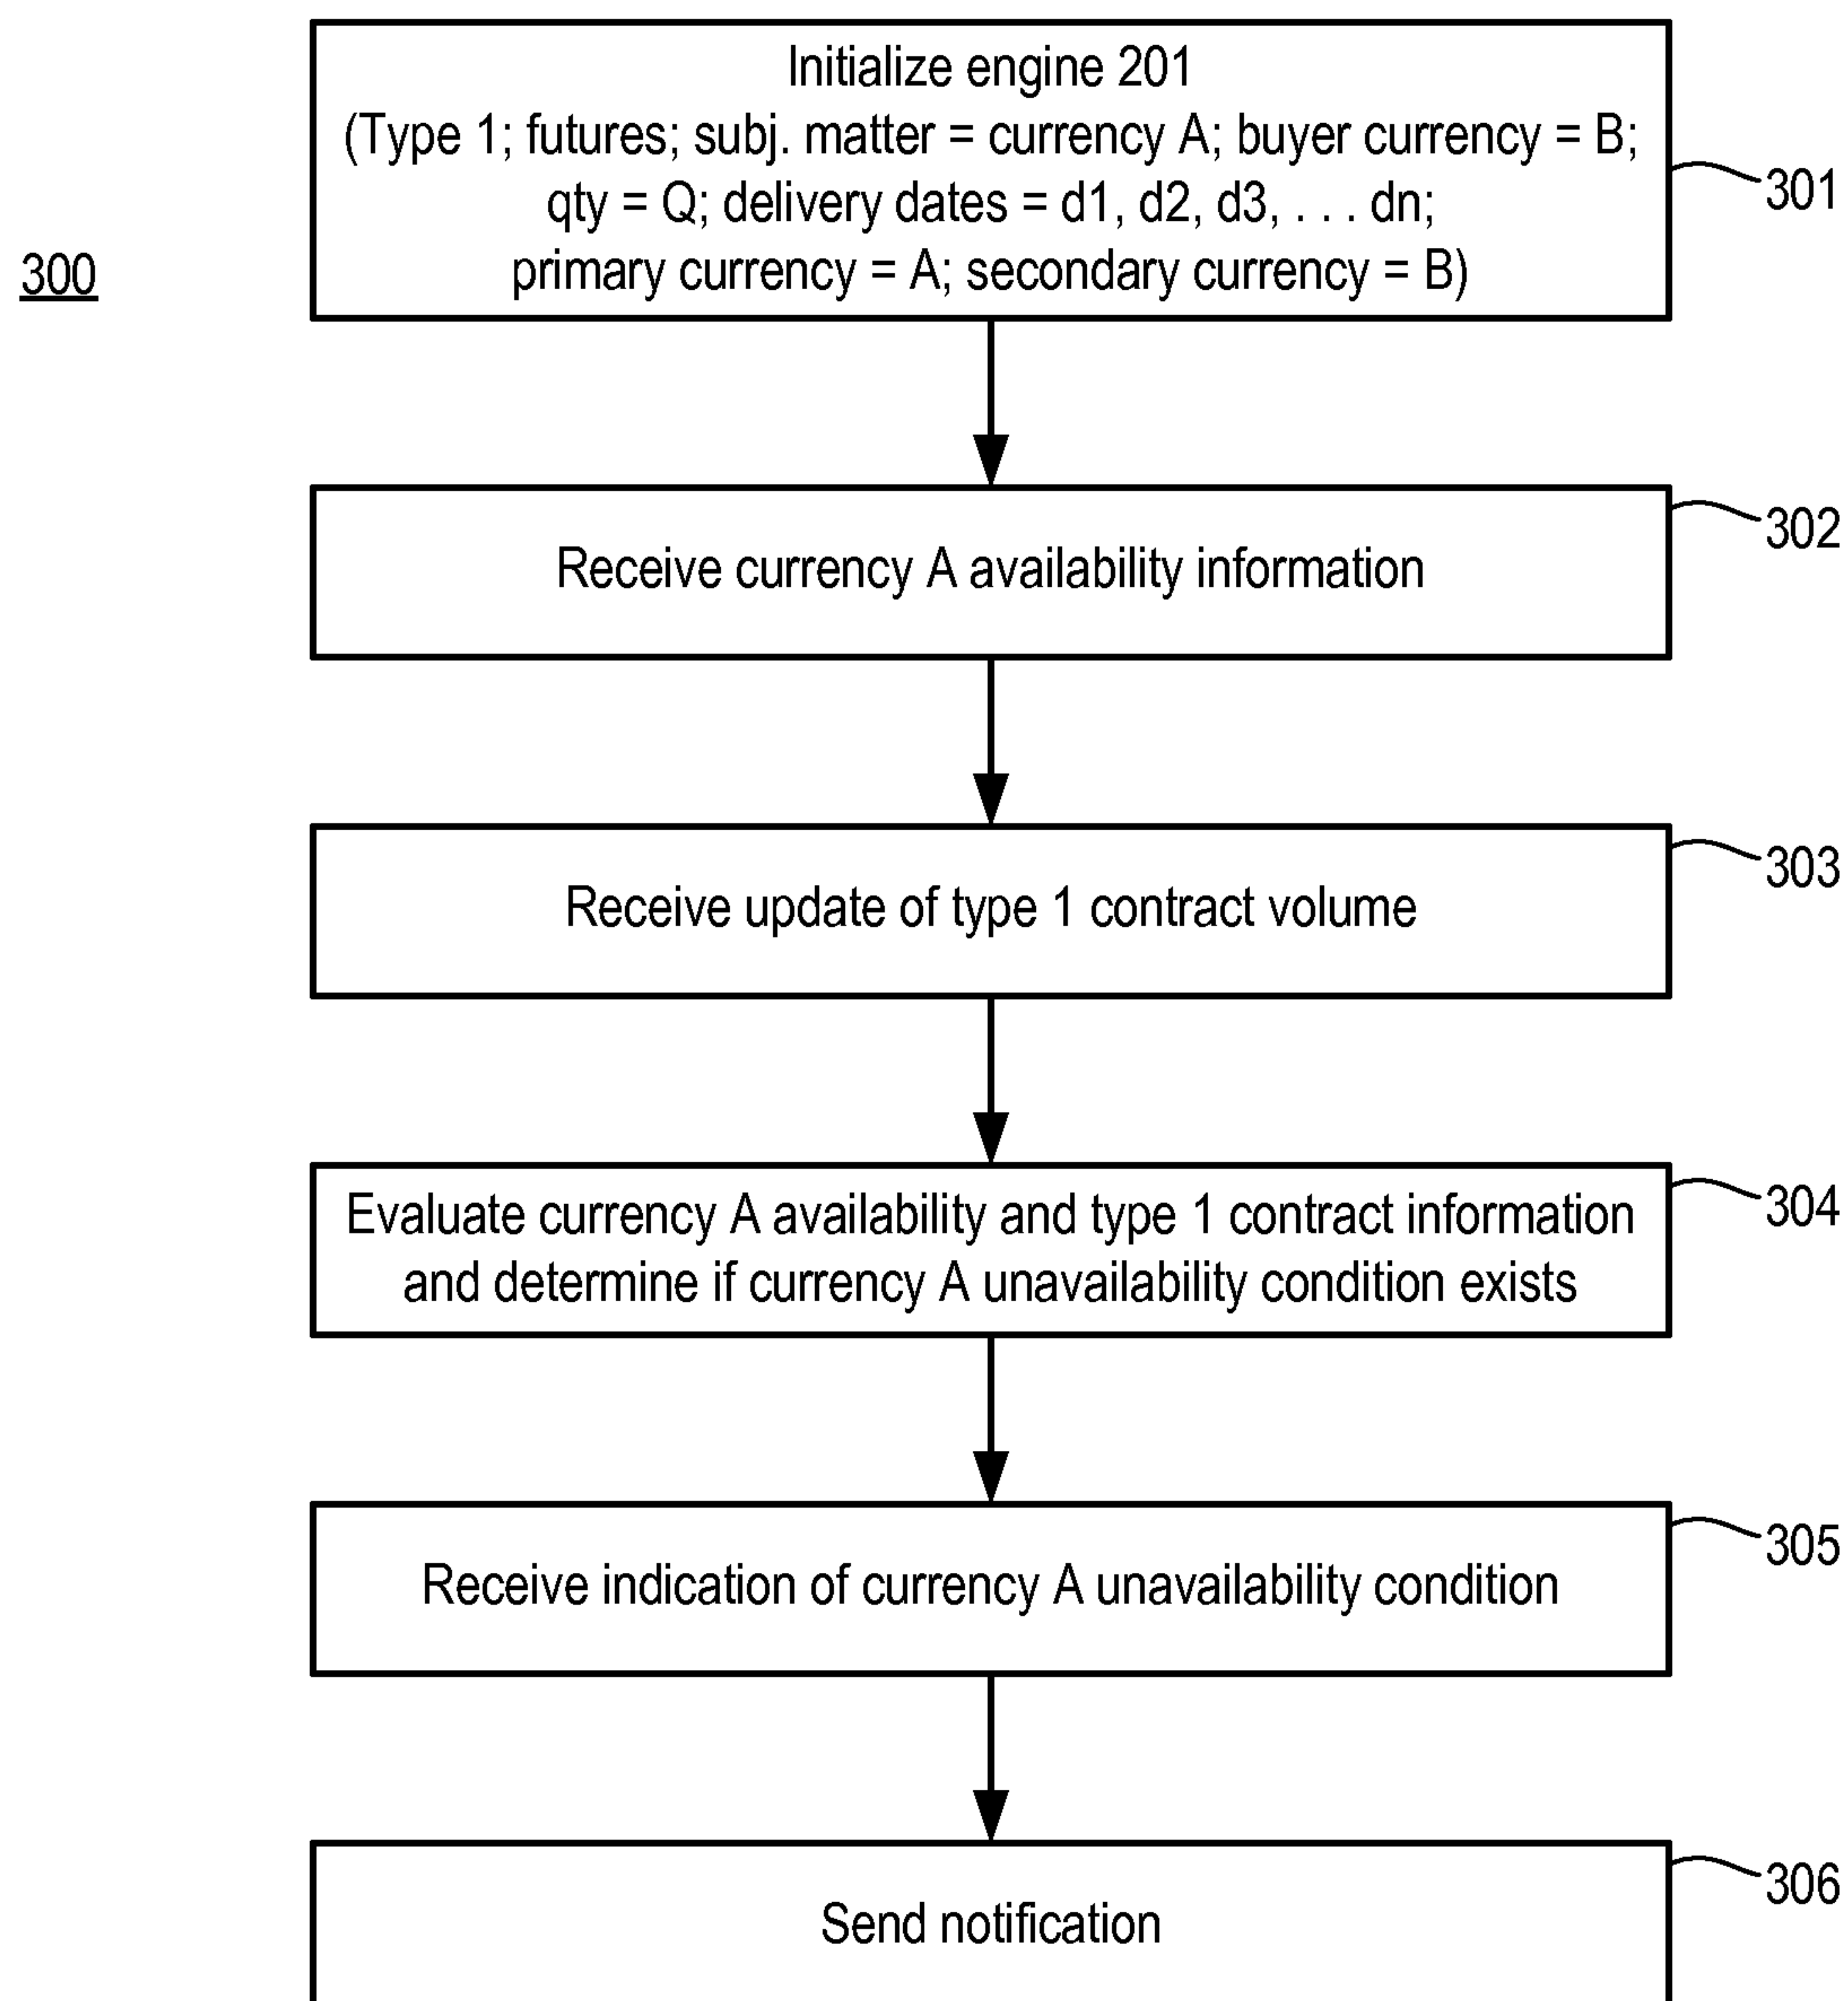 Initialize engine 201
(Type 1; futures; subj. matter = currency A; buyer currency = B;
qty = Q; delivery dates = d1, d2, d3, . . . dn;
primary currency = A; secondary currency = B)
301
300
302
Receive currency A availability information
303
Receive update of type 1 contract volume
304
Evaluate currency A availability and type 1 contract information
and determine if currency A unavailability condition exists
305
Receive indication of currency A unavailability condition
306
Send notification